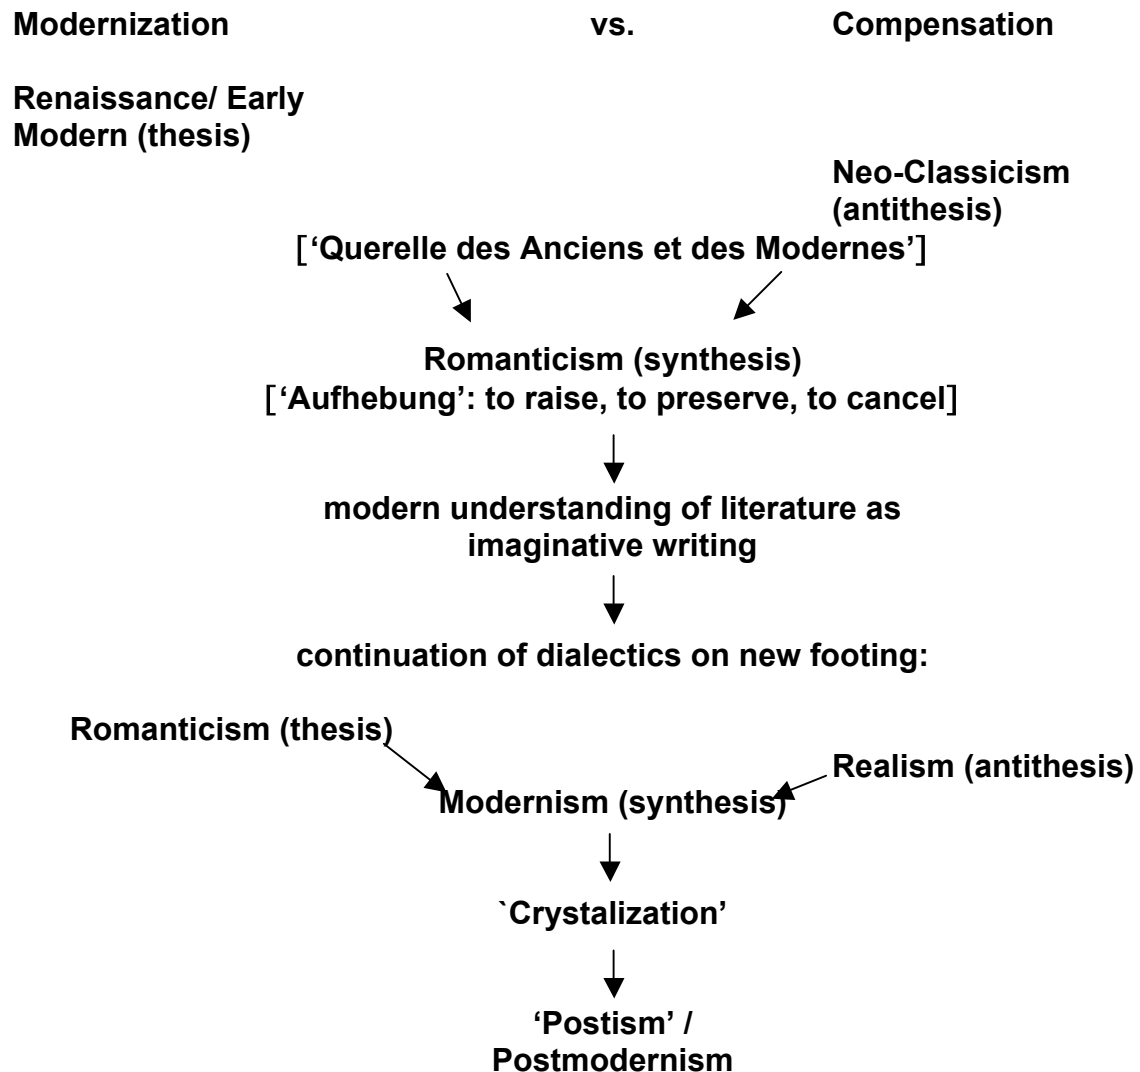 Modernization vs. Compensation
Renaissance/ Early
Modern (thesis)
Neo-Classicism
(antithesis)
[‘Querelle des Anciens et des Modernes’]
Romanticism (synthesis)
[‘Aufhebung’: to raise, to preserve, to cancel]
modern understanding of literature as
imaginative writing
continuation of dialectics on new footing:
Romanticism (thesis)
Realism (antithesis)
Modernism (synthesis)
`Crystalization’
‘Postism’ /
Postmodernism